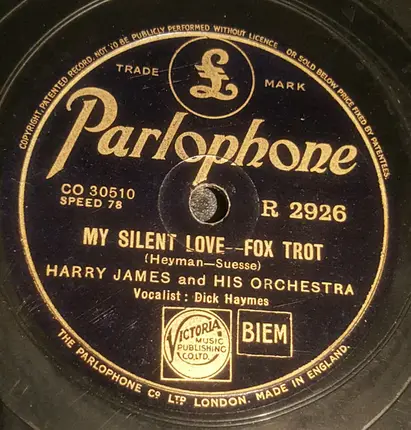 COPYRIGHT PATENTED RECORD, NOT TO BE PUBLICLY PERFORMED WITHOUT LICENCE OR SOLD BELOW PRICE FIXED BY PATENTEES.
TRADE £ MARK
Parlophone
CO 30510
SPEED 78
R 2926
MY SILENT LOVE--FOX TROT
(Heyman—Suesse)
HARRY JAMES and HIS ORCHESTRA
Vocalist : Dick Haymes
VICTORIA
MUSIC
PUBLISHING
CO. LTD.
BIEM
THE PARLOPHONE CO LTD LONDON. MADE IN ENGLAND.